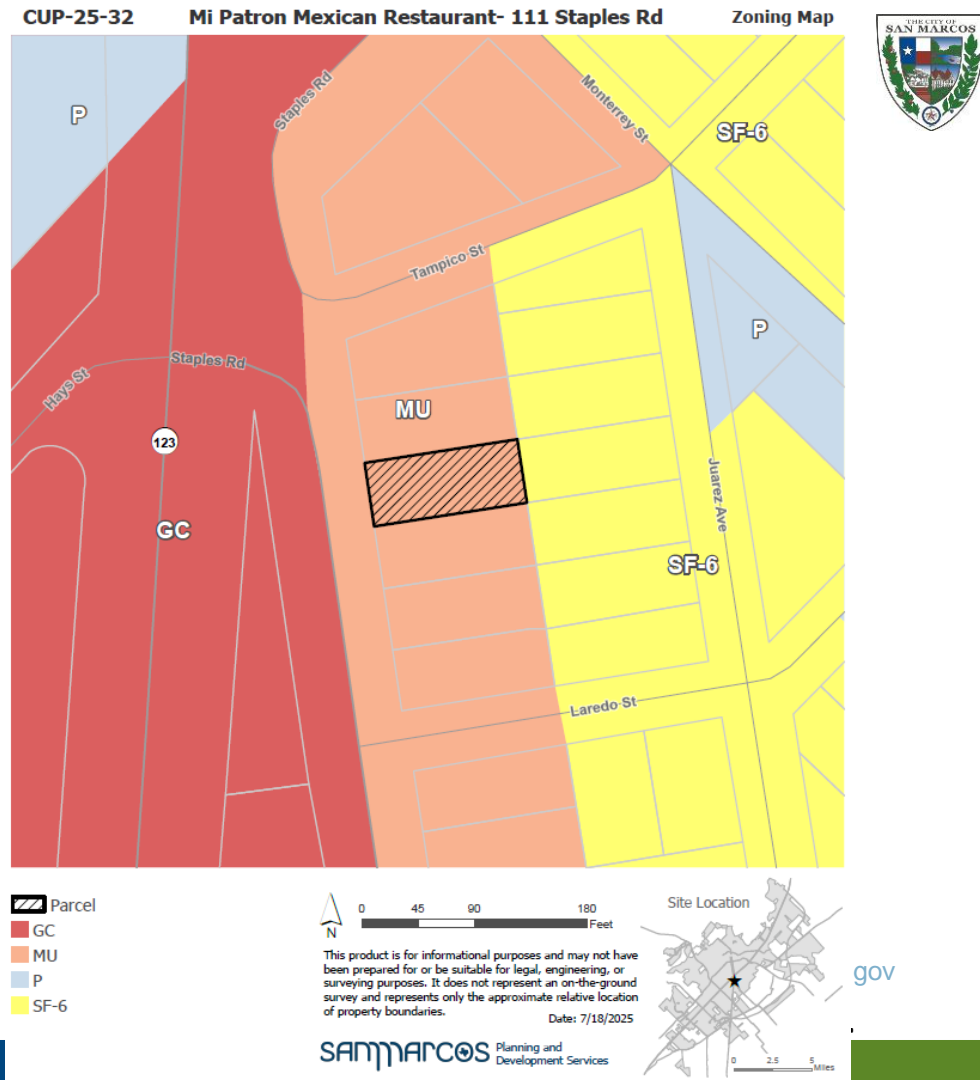 CUP-25-32 Mi Patron Mexican Restaurant- 111 Staples Rd Zoning Map
THE CITY OF
SAN MARCOS
P
Staples Rd
Monterrey St
SF-6
Tampico St
P
Staples Rd
Hays St
MU
123
GC
Juarez Ave
SF-6
Laredo St
Parcel
GC
MU
P
SF-6
N
0 45 90 180
Feet
This product is for informational purposes and may not have
been prepared for or be suitable for legal, engineering, or
surveying purposes. It does not represent an on-the-ground
survey and represents only the approximate relative location
of property boundaries.
Date: 7/18/2025
SAN MARCOS Planning and
Development Services
Site Location
0 2.5 5
Miles
gov